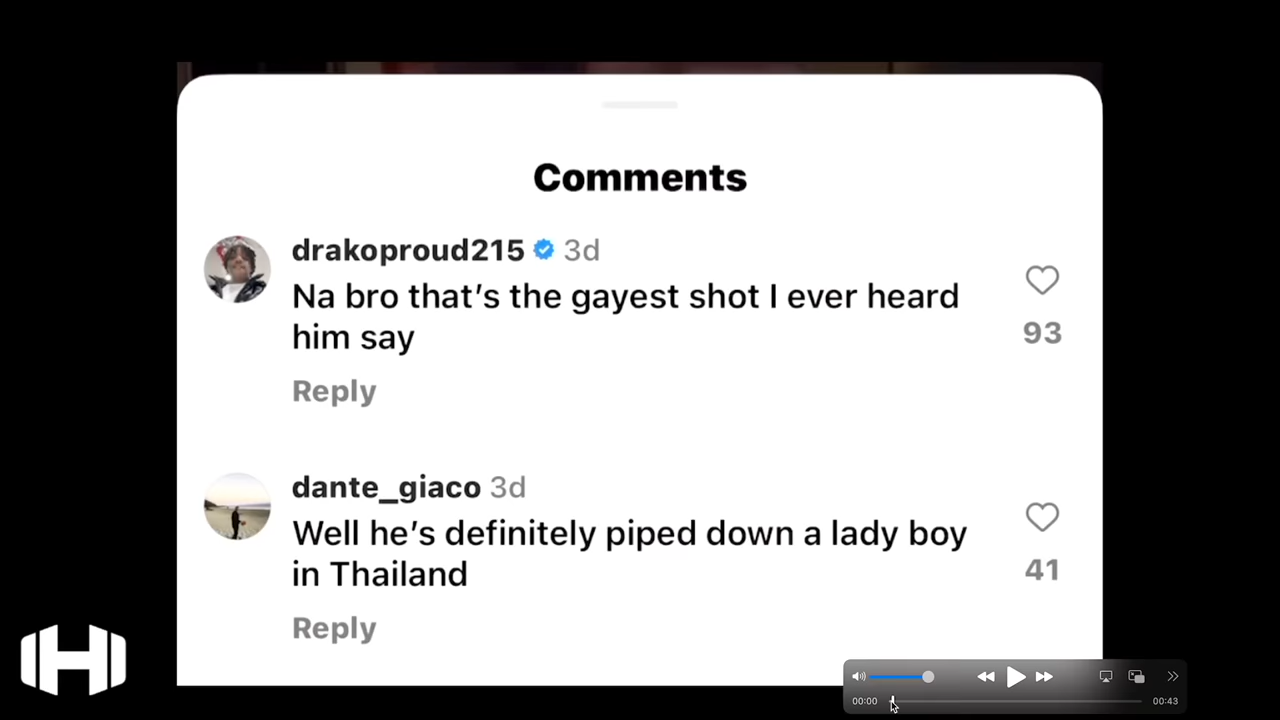 Comments
drakoproud215 3d
Na bro that's the gayest shot I ever heard
him say
93
Reply
dante_giaco 3d
Well he's definitely piped down a lady boy
in Thailand
41
Reply
H
00:00 00:43